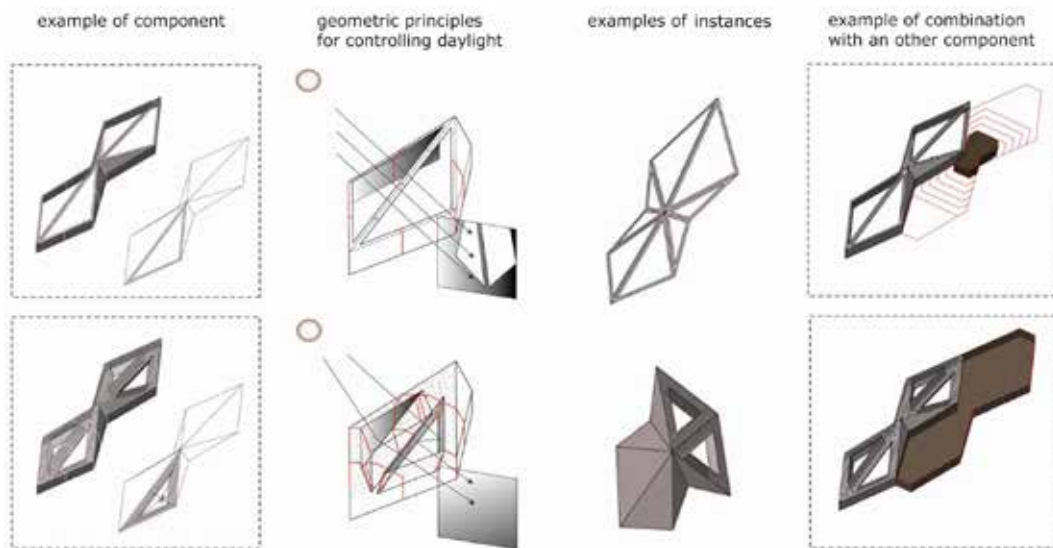 example of component
geometric principles
for controlling daylight
examples of instances
example of combination
with an other component